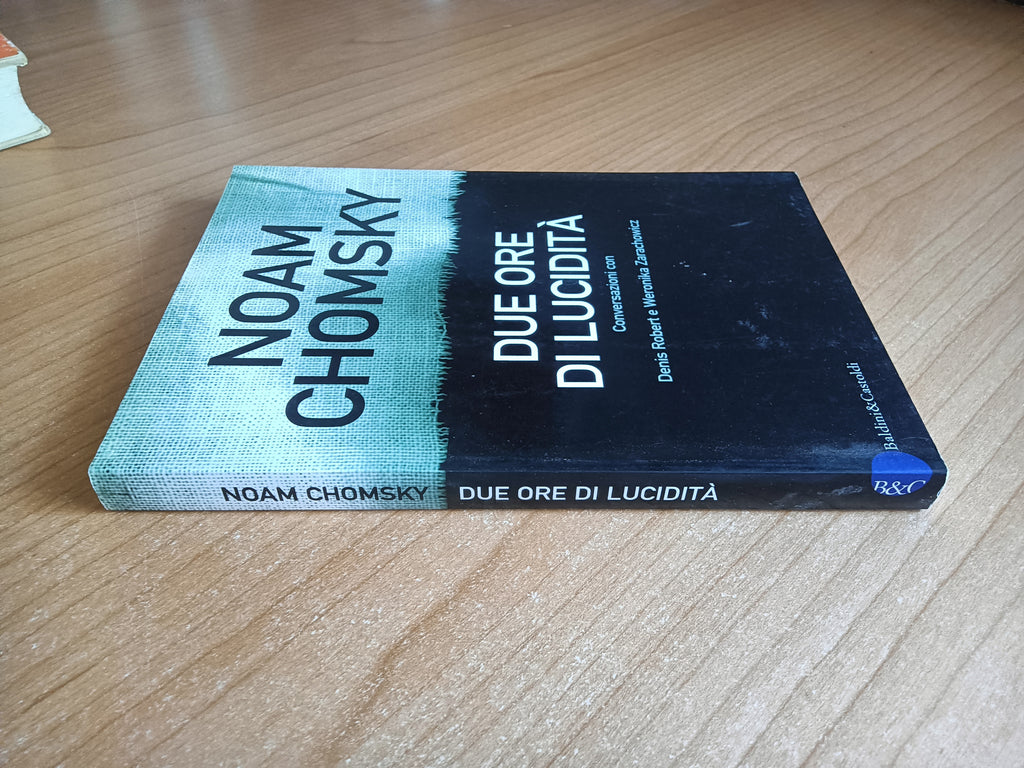 NOAM
CHOMSKY
DUE ORE
DI LUCIDITÀ
Conversazioni con
Denis Robert e Weronika Zarachowicz
Baldini&Castoldi
NOAM CHOMSKY DUE ORE DI LUCIDITÀ
B&C